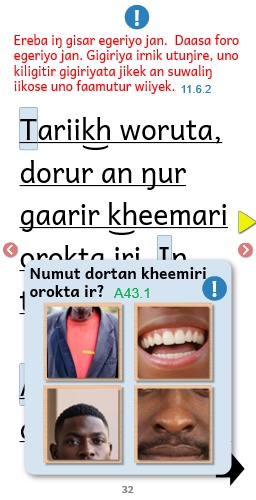 Ereba iŋ gisar egeriyo jan. Daasa foro
egeriyo jan. Gigiriya irnik utuŋire, uno
kiligitir gigiriyata jikek an suwaliŋ
iikose uno faamutur wiiyek. 11.6.2
Tariikh woruta,
dorur an ŋur
gaarir kheemari
orokta iri. In
Numut dortan kheemiri
orokta ir? A43.1
32